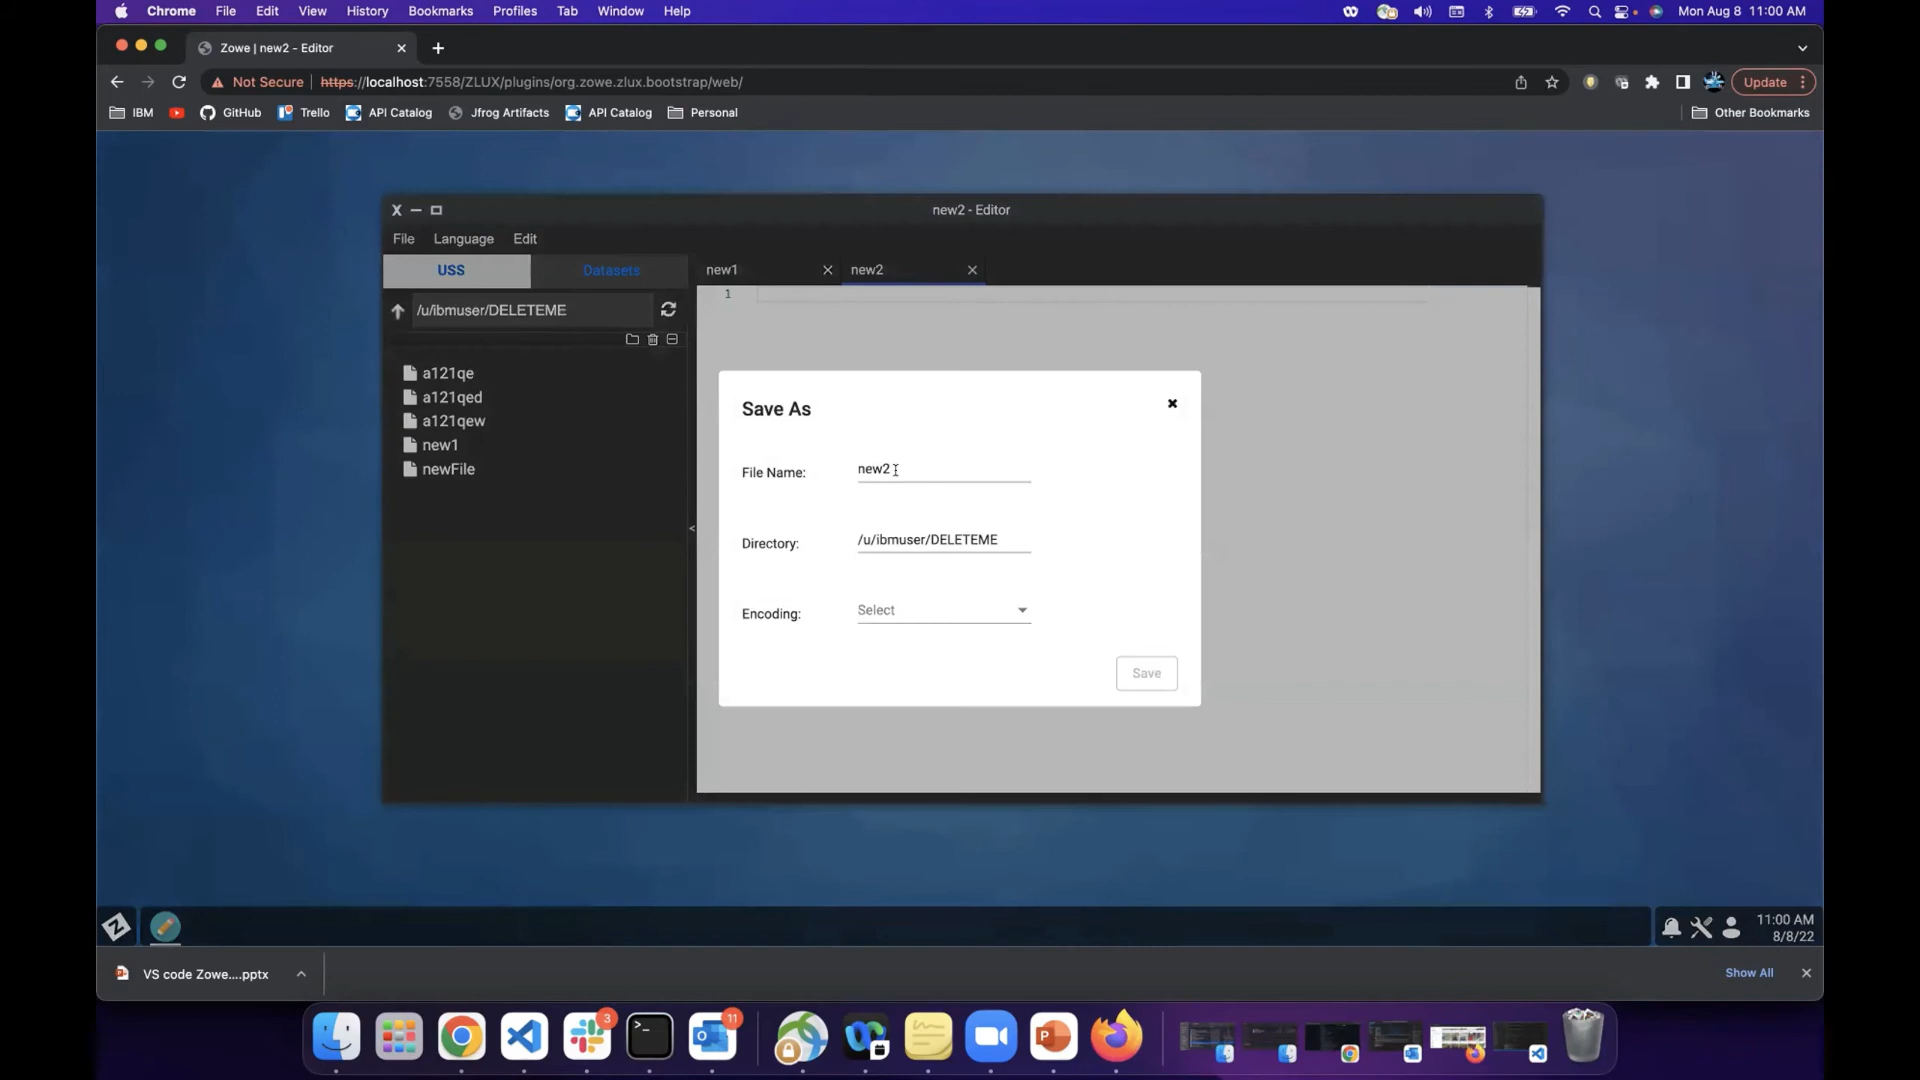 Chrome File Edit View History Bookmarks Profiles Tab Window Help Mon Aug 8 11:00 AM
Zowe | new2 - Editor
Not Secure https://localhost:7558/ZLUX/plugins/org.zowe.zlux.bootstrap/web/ Update
IBM GitHub Trello API Catalog Jfrog Artifacts API Catalog Personal Other Bookmarks
X new2 - Editor
File Language Edit
USS Datasets new1 new2
1
/u/ibmuser/DELETEME
a121qe
a121qed
a121qew
new1
newFile
<
Save As
File Name: new2
Directory: /u/ibmuser/DELETEME
Encoding: Select
Save
11:00 AM
8/8/22
VS code Zowe....pptx Show All
3 11